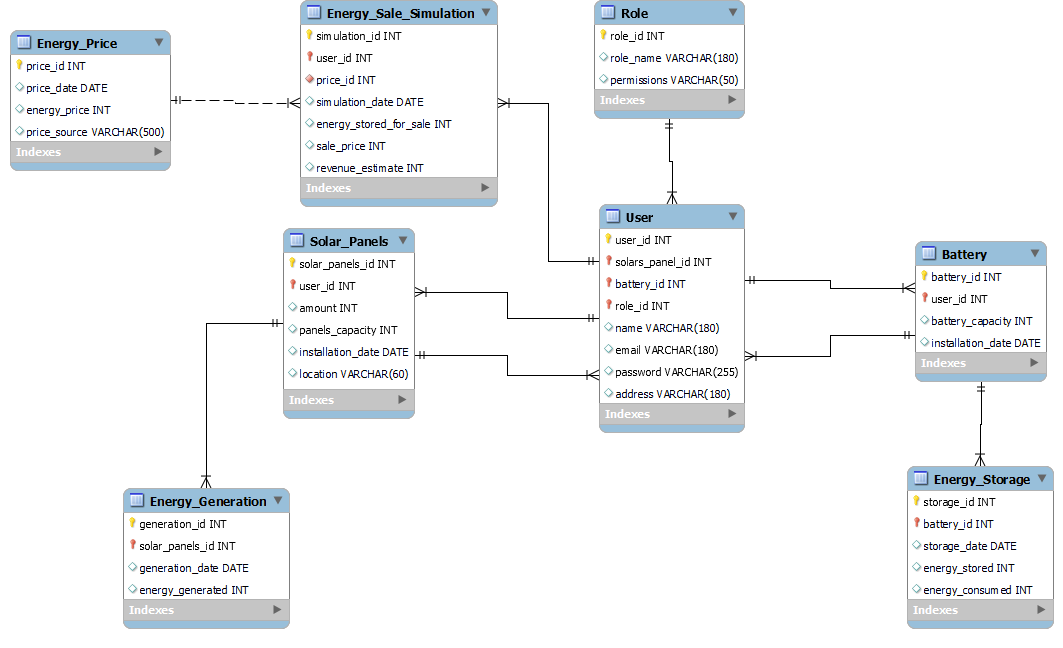 Energy_Price
price_id INT
price_date DATE
energy_price INT
price_source VARCHAR(500)
Indexes
Energy_Sale_Simulation
simulation_id INT
user_id INT
price_id INT
simulation_date DATE
energy_stored_for_sale INT
sale_price INT
revenue_estimate INT
Indexes
Role
role_id INT
role_name VARCHAR(180)
permissions VARCHAR(50)
Indexes
Solar_Panels
solar_panels_id INT
user_id INT
amount INT
panels_capacity INT
installation_date DATE
location VARCHAR(60)
Indexes
User
user_id INT
solars_panel_id INT
battery_id INT
role_id INT
name VARCHAR(180)
email VARCHAR(180)
password VARCHAR(255)
address VARCHAR(180)
Indexes
Battery
battery_id INT
user_id INT
battery_capacity INT
installation_date DATE
Indexes
Energy_Generation
generation_id INT
solar_panels_id INT
generation_date DATE
energy_generated INT
Indexes
Energy_Storage
storage_id INT
battery_id INT
storage_date DATE
energy_stored INT
energy_consumed INT
Indexes